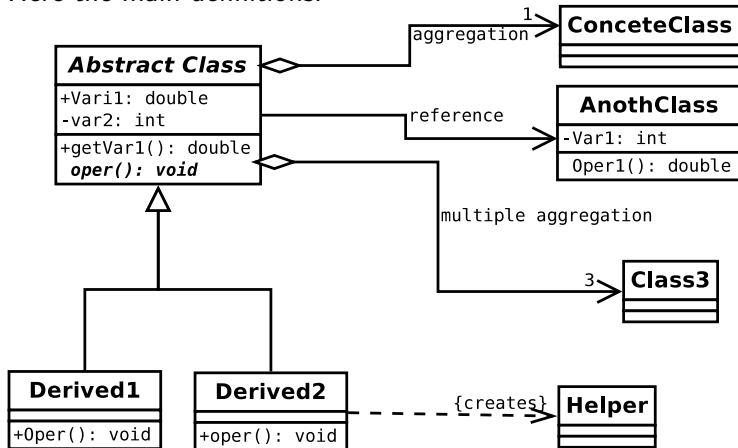 Here the main definitions.
Abstract Class
+Vari1: double
-var2: int
+getVar1(): double
oper(): void
aggregation
1
ConceteClass
reference
AnothClass
-Var1: int
Oper1(): double
multiple aggregation
3
Class3
Derived1
+Oper(): void
Derived2
+oper(): void
{creates}
Helper